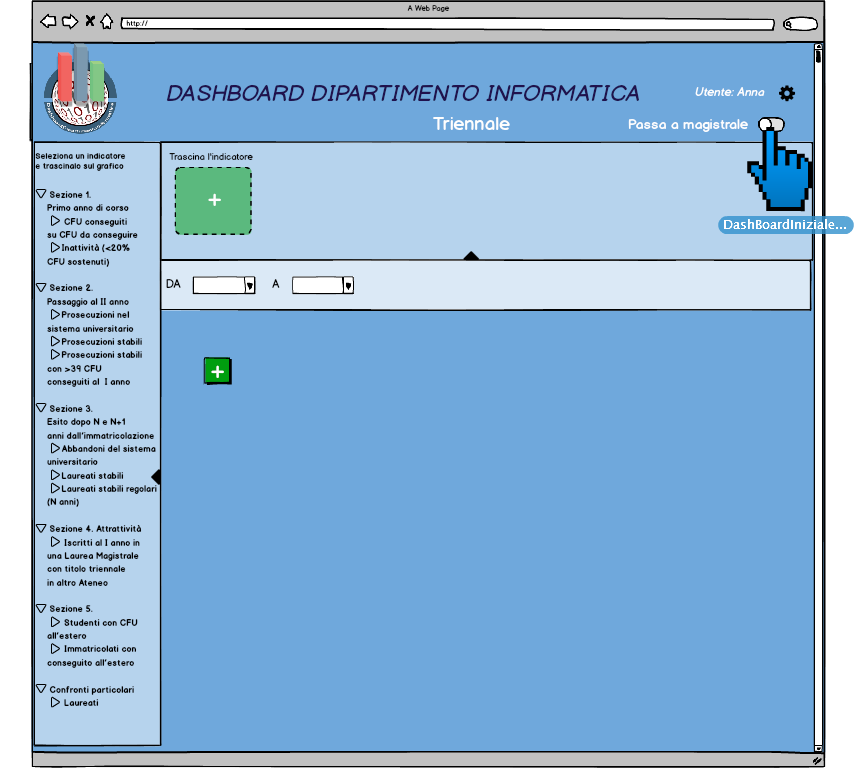 A Web Page
http://
DASHBOARD DIPARTIMENTO INFORMATICA
Utente: Anna
Triennale
Passa a magistrale
DashBoardIniziale...
Seleziona un indicatore
e trascinalo sul grafico
Sezione 1.
Primo anno di corso
CFU conseguiti
su CFU da conseguire
Inattività (<20%
CFU sostenuti)
Sezione 2.
Passaggio al II anno
Prosecuzioni nel
sistema universitario
Prosecuzioni stabili
Prosecuzioni stabili
con >39 CFU
conseguiti al I anno
Sezione 3.
Esito dopo N e N+1
anni dall'immatricolazione
Abbandoni del sistema
universitario
Laureati stabili
Laureati stabili regolari
(N anni)
Sezione 4. Attrattività
Iscritti al I anno in
una Laurea Magistrale
con titolo triennale
in altro Ateneo
Sezione 5.
Studenti con CFU
all'estero
Immatricolati con
conseguito all'estero
Confronti particolari
Laureati
Trascina l'indicatore
+
DA
A
+